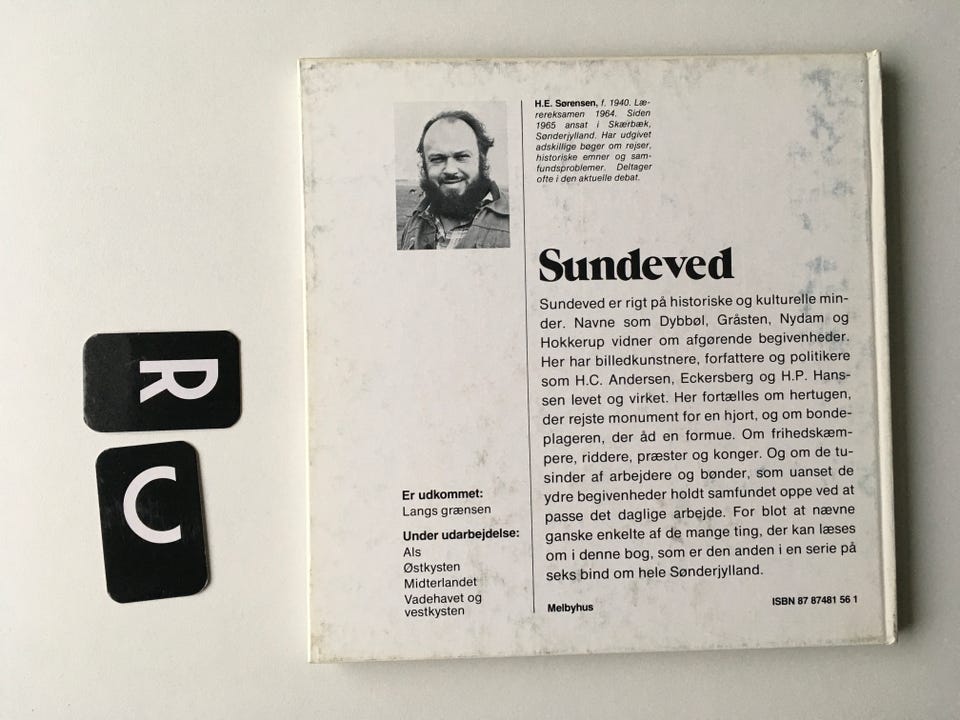 R
C
H.E. Sørensen, f. 1940. Læ-
rereksamen 1964. Siden
1965 ansat i Skærbæk,
Sønderjylland. Har udgivet
adskillige bøger om rejser,
historiske emner og sam-
fundsproblemer. Deltager
ofte i den aktuelle debat.
Sundeved
Sundeved er rigt på historiske og kulturelle min-
der. Navne som Dybbøl, Gråsten, Nydam og
Hokkerup vidner om afgørende begivenheder.
Her har billedkunstnere, forfattere og politikere
som H.C. Andersen, Eckersberg og H.P. Hans-
sen levet og virket. Her fortælles om hertugen,
der rejste monument for en hjort, og om bonde-
plageren, der åd en formue. Om frihedskæm-
pere, riddere, præster og konger. Og om de tu-
sinder af arbejdere og bønder, som uanset de
ydre begivenheder holdt samfundet oppe ved at
passe det daglige arbejde. For blot at nævne
ganske enkelte af de mange ting, der kan læses
om i denne bog, som er den anden i en serie på
seks bind om hele Sønderjylland.
Er udkommet:
Langs grænsen
Under udarbejdelse:
Als
Østkysten
Midterlandet
Vadehavet og
vestkysten
Melbyhus
ISBN 87 87481 56 1